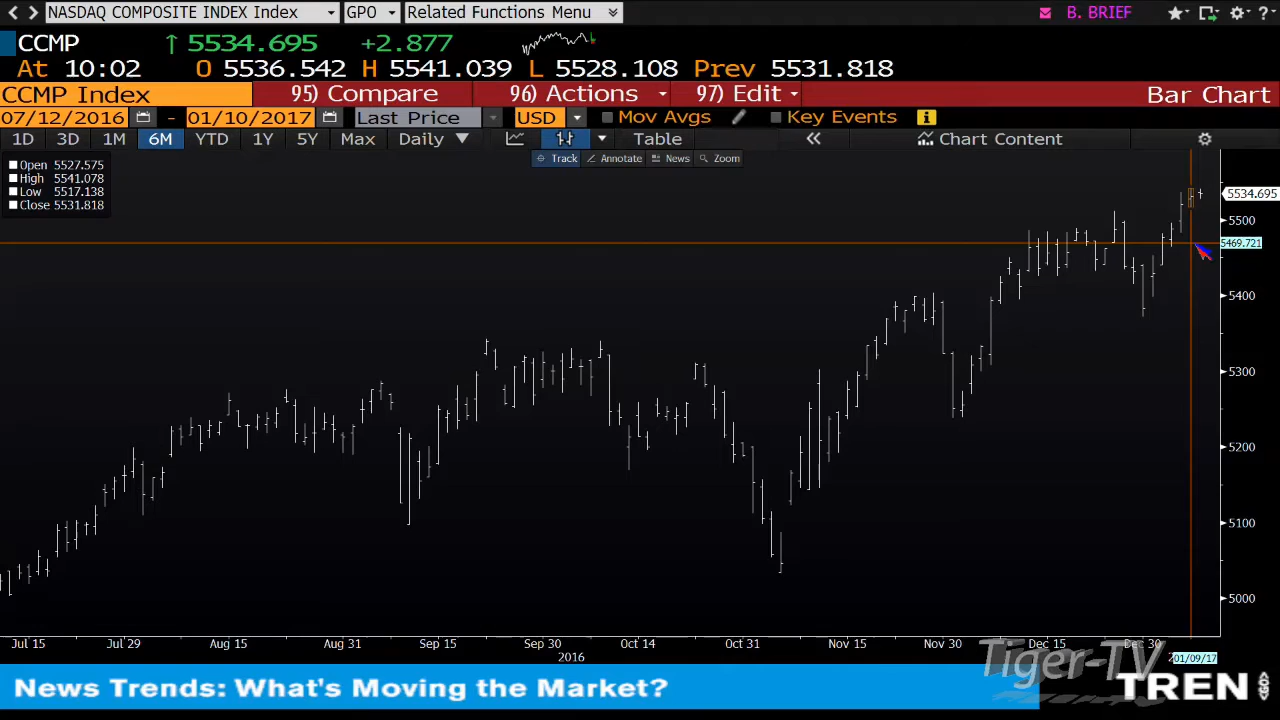 NASDAQ COMPOSITE INDEX Index GPO Related Functions Menu B. BRIEF ?
CCMP ↑ 5534.695 +2.877
At 10:02 O 5536.542 H 5541.039 L 5528.108 Prev 5531.818
CCMP Index 95) Compare 96) Actions 97) Edit Bar Chart
07/12/2016 - 01/10/2017 Last Price USD Mov Avgs Key Events i
1D 3D 1M 6M YTD 1Y 5Y Max Daily ▼ Table « Chart Content
Track Annotate News Zoom
Open 5527.575
High 5541.078
Low 5517.138
Close 5531.818
5534.695
5500
5469.721
5400
5300
5200
5100
5000
Jul 15 Jul 29 Aug 15 Aug 31 Sep 15 Sep 30 Oct 14 Oct 31 Nov 15 Nov 30 Dec 15 Dec 30
2016 01/09/17
Tiger-TV
News Trends: What's Moving the Market? TREN